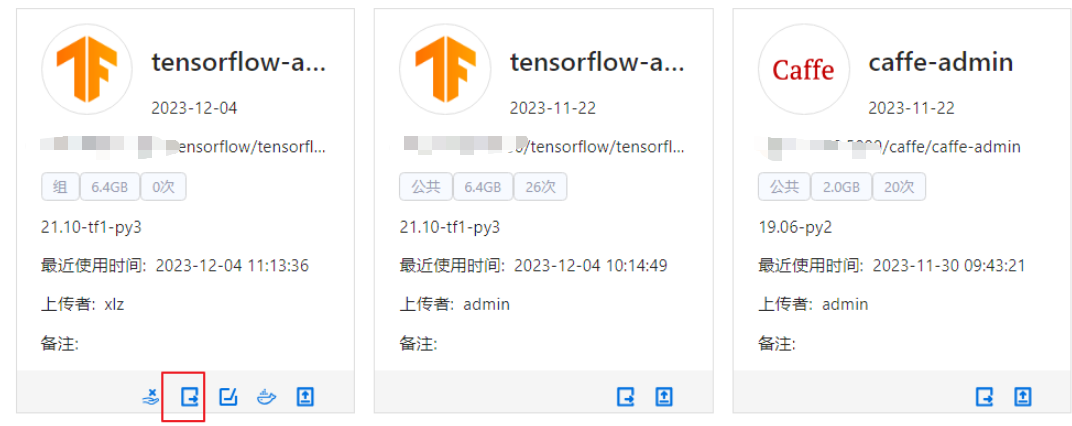 tensorflow-a...
2023-12-04
ensorflow/tensorfl...
组 6.4GB 0次
21.10-tf1-py3
最近使用时间: 2023-12-04 11:13:36
上传者: xlz
备注:
tensorflow-a...
2023-11-22
/tensorflow/tensorfl...
公共 6.4GB 26次
21.10-tf1-py3
最近使用时间: 2023-12-04 10:14:49
上传者: admin
备注:
Caffe
caffe-admin
2023-11-22
/caffe/caffe-admin
公共 2.0GB 20次
19.06-py2
最近使用时间: 2023-11-30 09:43:21
上传者: admin
备注: